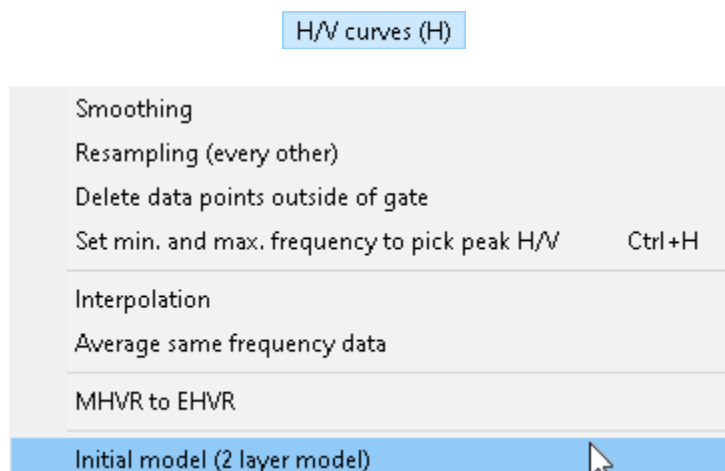 H/V curves (H)
Smoothing
Resampling (every other)
Delete data points outside of gate
Set min. and max. frequency to pick peak H/V Ctrl+H
Interpolation
Average same frequency data
MHVR to EHVR
Initial model (2 layer model)